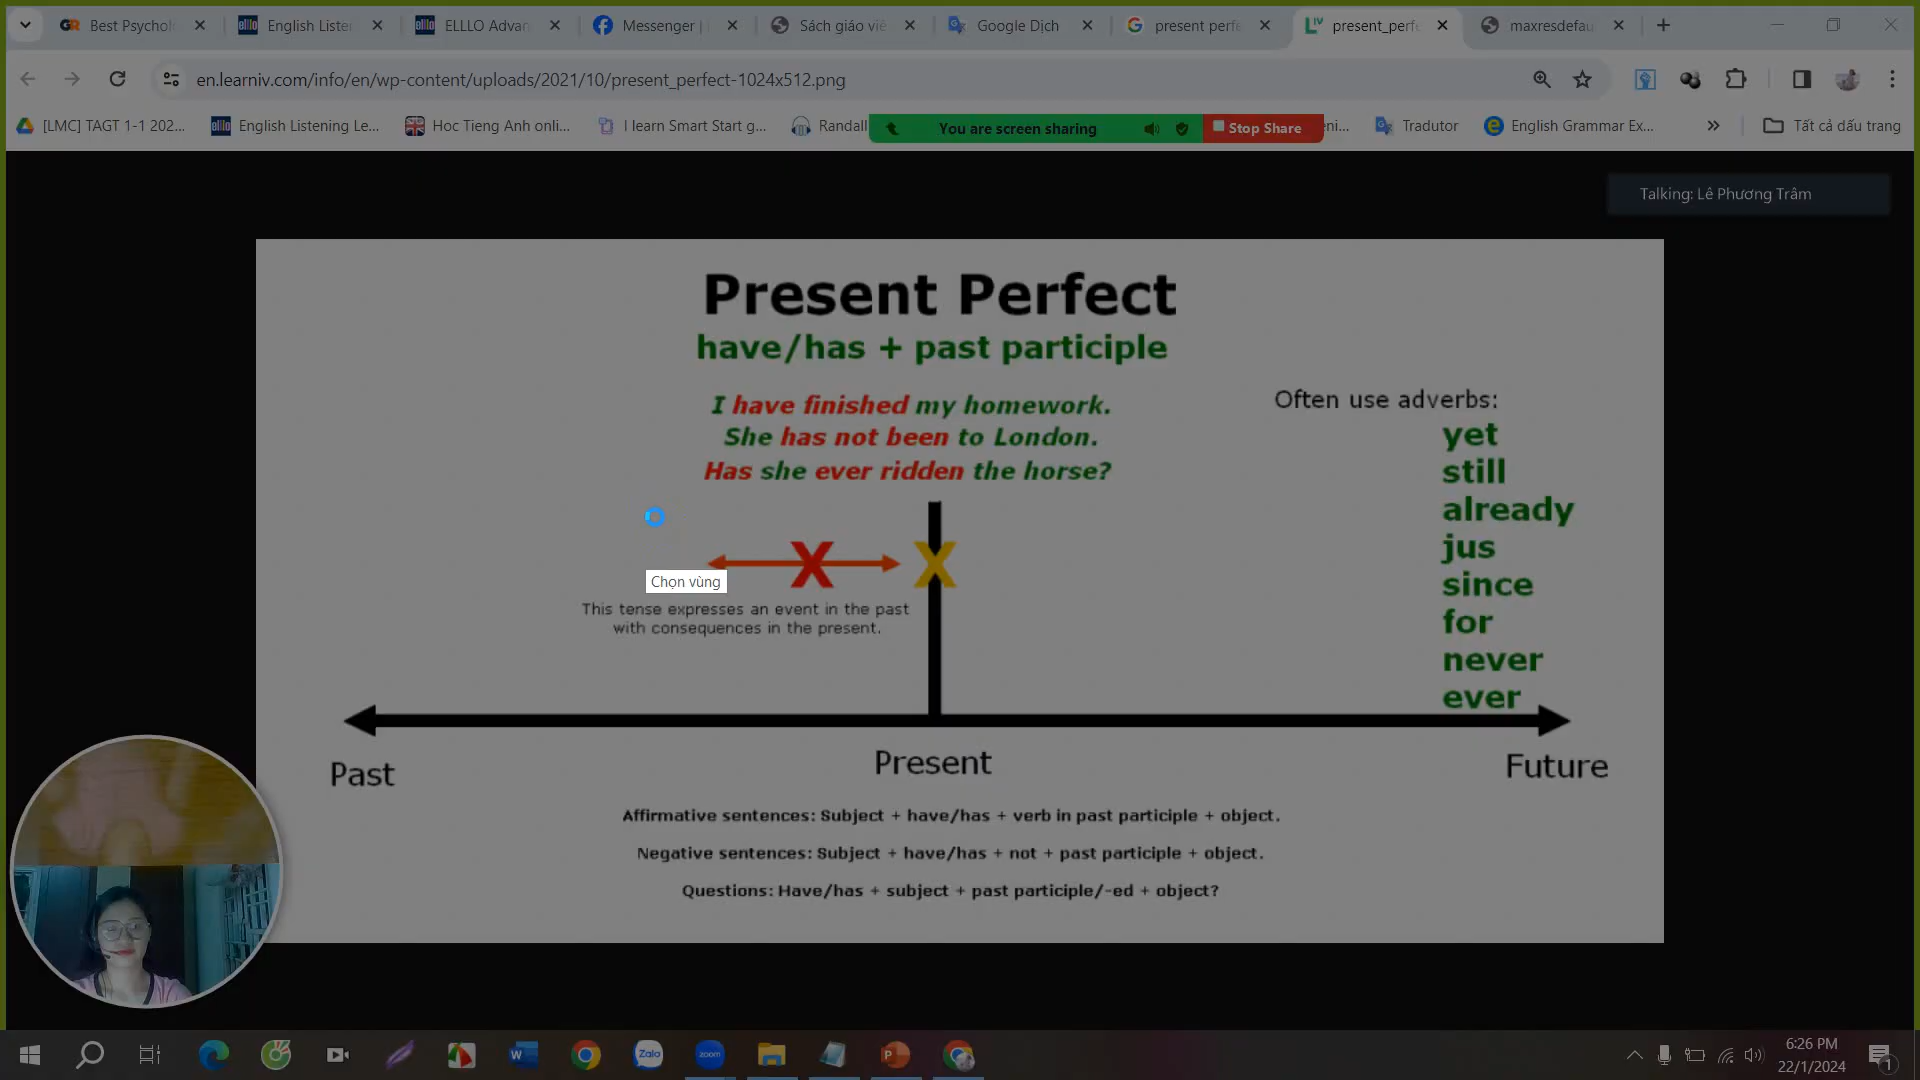 Best Psychol
English Liste
ELLLO Advan
Messenger |
Sách giáo viê
Google Dịch
present perfe
present_perfe
maxresdefau
en.learniv.com/info/en/wp-content/uploads/2021/10/present_perfect-1024x512.png
[LMC] TAGT 1-1 202...
English Listening Le...
Hoc Tieng Anh onli...
I learn Smart Start g...
Randall
You are screen sharing
Stop Share
eni...
Tradutor
English Grammar Ex...
Tất cả dấu trang
Talking: Lê Phương Trâm
Present Perfect
have/has + past participle
I have finished my homework.
She has not been to London.
Has she ever ridden the horse?
Often use adverbs:
yet
still
already
jus
since
for
never
ever
X
X
Chọn vùng
This tense expresses an event in the past
with consequences in the present.
Past
Present
Future
Affirmative sentences: Subject + have/has + verb in past participle + object.
Negative sentences: Subject + have/has + not + past participle + object.
Questions: Have/has + subject + past participle/-ed + object?
Zalo
zoom
6:26 PM
22/1/2024
1